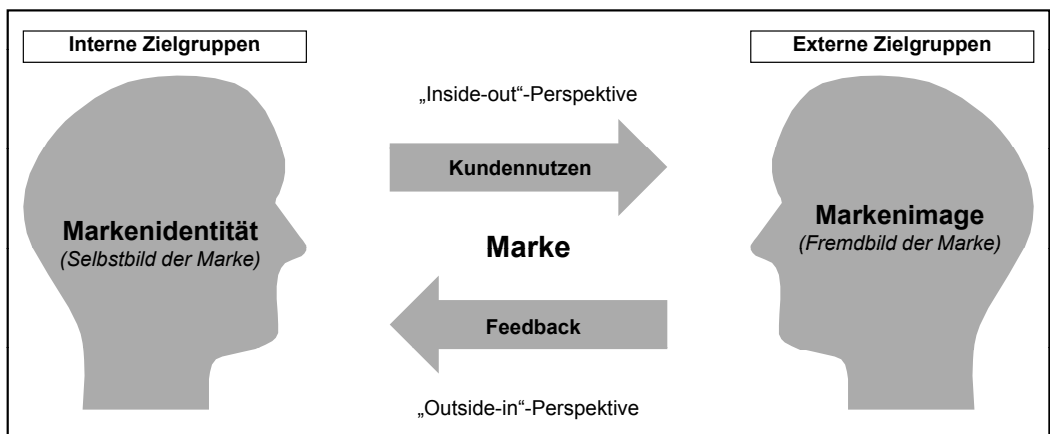 Interne Zielgruppen
Externe Zielgruppen
„Inside-out“-Perspektive
Kundennutzen
Markenidentität
(Selbstbild der Marke)
Markenimage
(Fremdbild der Marke)
Marke
Feedback
„Outside-in“-Perspektive